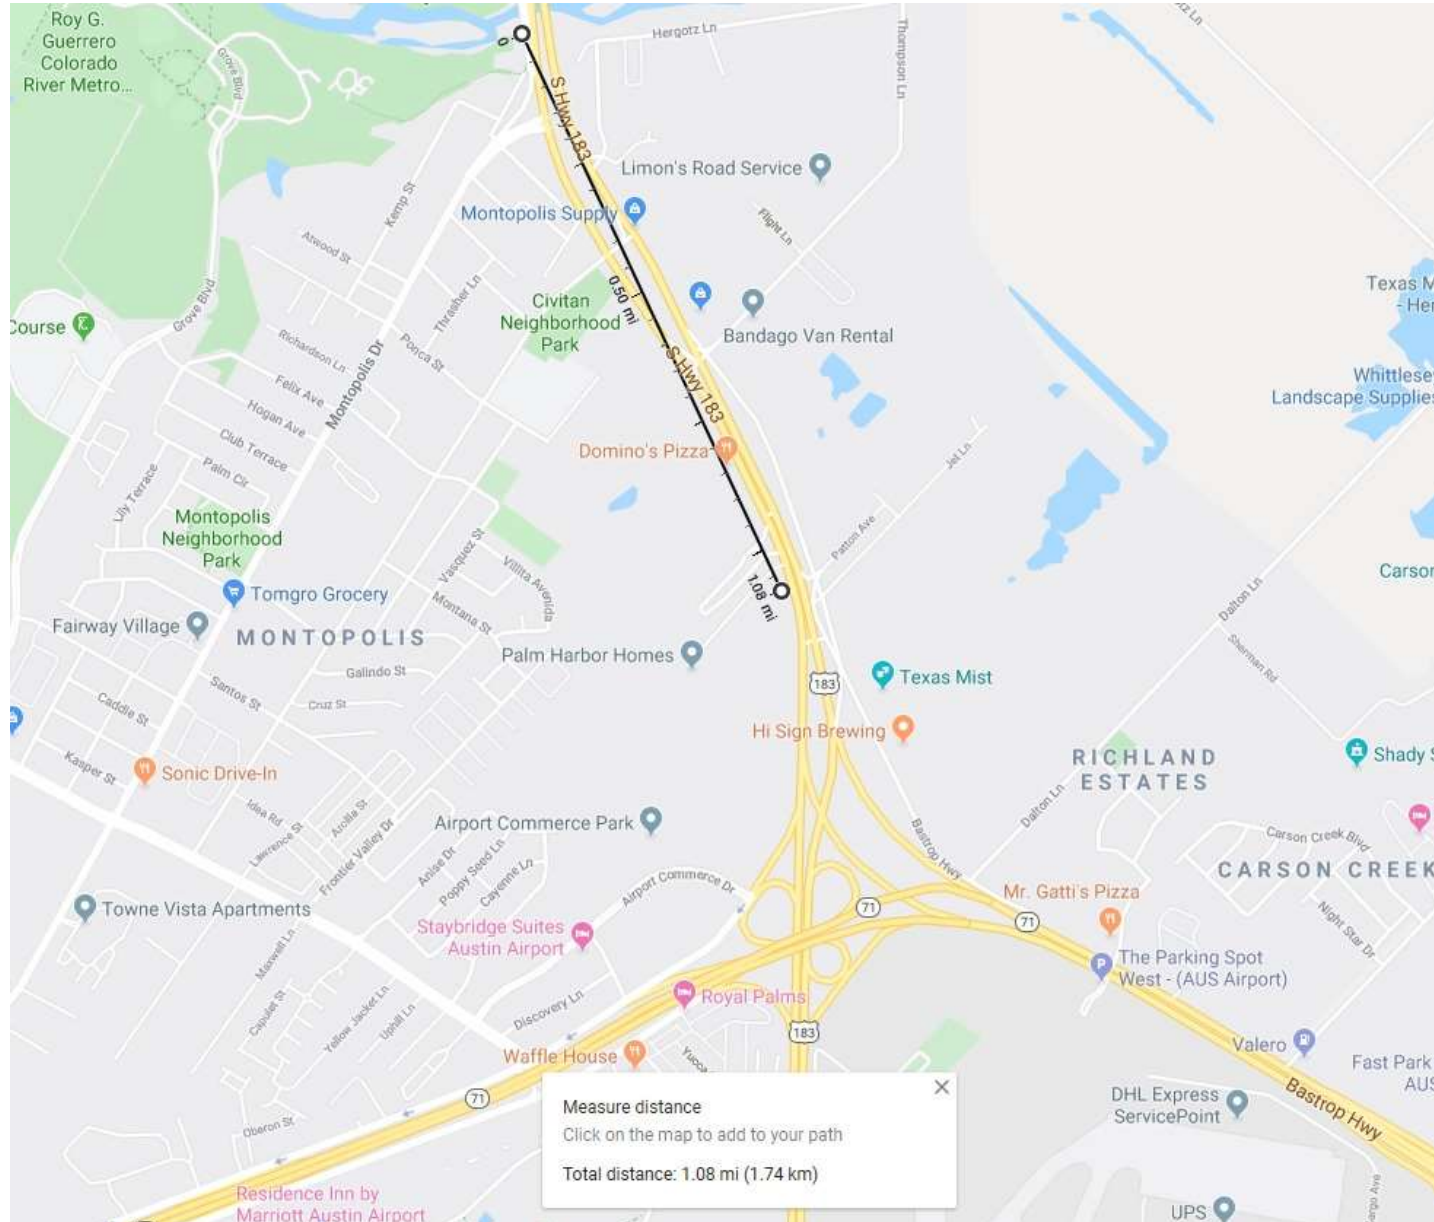 Roy G.
Guerrero
Colorado
River Metro...
Grove Blvd
0
Hergotz Ln
Thompson Ln
S Hwy 183
Limon's Road Service
Kemp St
Montopolis Supply
Flight Ln
Atwood St
Thrasher Ln
0.50 mi
Civitan
Neighborhood
Park
Texas M
- Her
Grove Blvd
Course
Richardson Ln
Ponca St
Bandago Van Rental
Montopolis Dr
S Hwy 183
Felix Ave
Hogan Ave
Whittlese
Landscape Supplies
Club Terrace
Domino's Pizza
Jet Ln
Palm Cir
Lily Terrace
Montopolis
Neighborhood
Park
Patton Ave
Vasquez St
Villita Avenida
Carson
Tomgro Grocery
1.08 mi
Dalton Ln
Montana St
Fairway Village
MONTOPOLIS
Palm Harbor Homes
Sherman Rd
Galindo St
Texas Mist
183
Santos St
Cruz St
Caddie St
Hi Sign Brewing
RICHLAND
ESTATES
Shady S
Kasper St
Sonic Drive-In
Dalton Ln
Idea Rd
Arcilla St
Airport Commerce Park
Lawrence St
Frontier Valley Dr
Bastrop Hwy
Carson Creek Blvd
CARSON CREEK
Anise Dr
Poppy Seed Ln
Cayenne Ln
Airport Commerce Dr
Mr. Gatti's Pizza
Towne Vista Apartments
71
71
Night Star Dr
Staybridge Suites
Austin Airport
Maxwell Ln
The Parking Spot
West - (AUS Airport)
Royal Palms
Capulet St
Yellow Jacket Ln
Uphill Ln
Discovery Ln
183
Valero
Waffle House
Yucca
Fast Park
AUS
71
Measure distance
Click on the map to add to your path
Total distance: 1.08 mi (1.74 km)
DHL Express
ServicePoint
Bastrop Hwy
Oberon St
Residence Inn by
Marriott Austin Airport
UPS